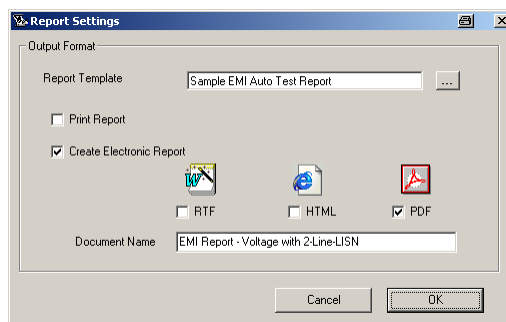 Report Settings
Output Format
Report Template
Sample EMI Auto Test Report
...
Print Report
Create Electronic Report
W
RTF
HTML
PDF
Document Name
EMI Report - Voltage with 2-Line-LISN
Cancel
OK